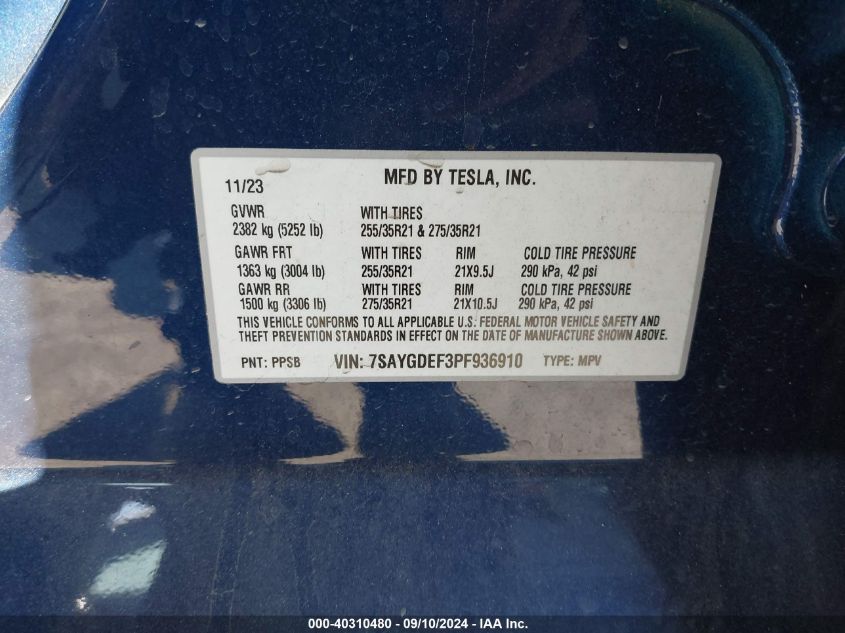 11/23 MFD BY TESLA, INC.
GVWR WITH TIRES
2382 kg (5252 lb) 255/35R21 & 275/35R21
GAWR FRT WITH TIRES RIM COLD TIRE PRESSURE
1363 kg (3004 lb) 255/35R21 21X9.5J 290 kPa, 42 psi
GAWR RR WITH TIRES RIM COLD TIRE PRESSURE
1500 kg (3306 lb) 275/35R21 21X10.5J 290 kPa, 42 psi
THIS VEHICLE CONFORMS TO ALL APPLICABLE U.S. FEDERAL MOTOR VEHICLE SAFETY AND
THEFT PREVENTION STANDARDS IN EFFECT ON THE DATE OF MANUFACTURE SHOWN ABOVE.
PNT: PPSB VIN: 7SAYGDEF3PF936910 TYPE: MPV
000-40310480 - 09/10/2024 - IAA Inc.